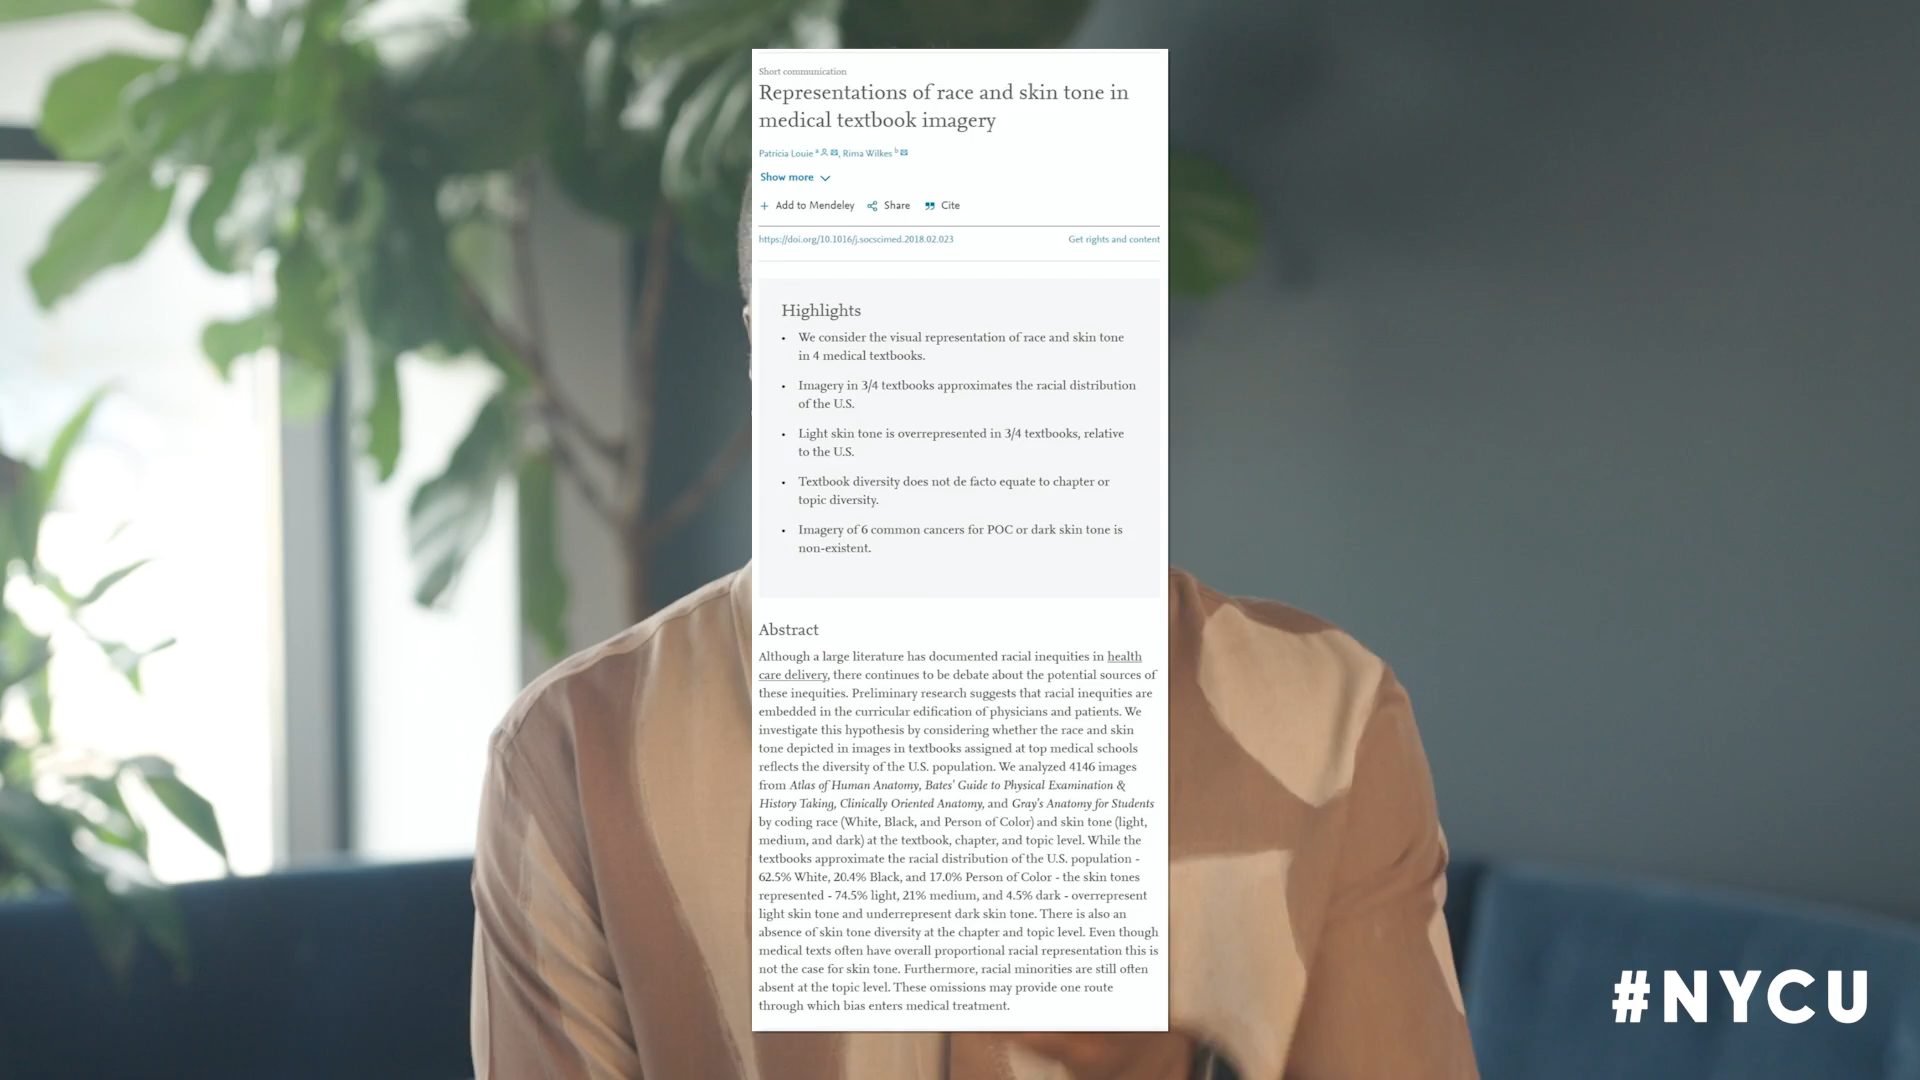 Short communication
Representations of race and skin tone in
medical textbook imagery
Patricia Louie a, Rima Wilkes b
Show more
+ Add to Mendeley Share Cite
https://doi.org/10.1016/j.socscimed.2018.02.023 Get rights and content
Highlights
• We consider the visual representation of race and skin tone
in 4 medical textbooks.
• Imagery in 3/4 textbooks approximates the racial distribution
of the U.S.
• Light skin tone is overrepresented in 3/4 textbooks, relative
to the U.S.
• Textbook diversity does not de facto equate to chapter or
topic diversity.
• Imagery of 6 common cancers for POC or dark skin tone is
non-existent.
Abstract
Although a large literature has documented racial inequities in health
care delivery, there continues to be debate about the potential sources of
these inequities. Preliminary research suggests that racial inequities are
embedded in the curricular edification of physicians and patients. We
investigate this hypothesis by considering whether the race and skin
tone depicted in images in textbooks assigned at top medical schools
reflects the diversity of the U.S. population. We analyzed 4146 images
from Atlas of Human Anatomy, Bates' Guide to Physical Examination &
History Taking, Clinically Oriented Anatomy, and Gray's Anatomy for Students
by coding race (White, Black, and Person of Color) and skin tone (light,
medium, and dark) at the textbook, chapter, and topic level. While the
textbooks approximate the racial distribution of the U.S. population -
62.5% White, 20.4% Black, and 17.0% Person of Color - the skin tones
represented - 74.5% light, 21% medium, and 4.5% dark - overrepresent
light skin tone and underrepresent dark skin tone. There is also an
absence of skin tone diversity at the chapter and topic level. Even though
medical texts often have overall proportional racial representation this is
not the case for skin tone. Furthermore, racial minorities are still often
absent at the topic level. These omissions may provide one route
through which bias enters medical treatment.
#NYCU